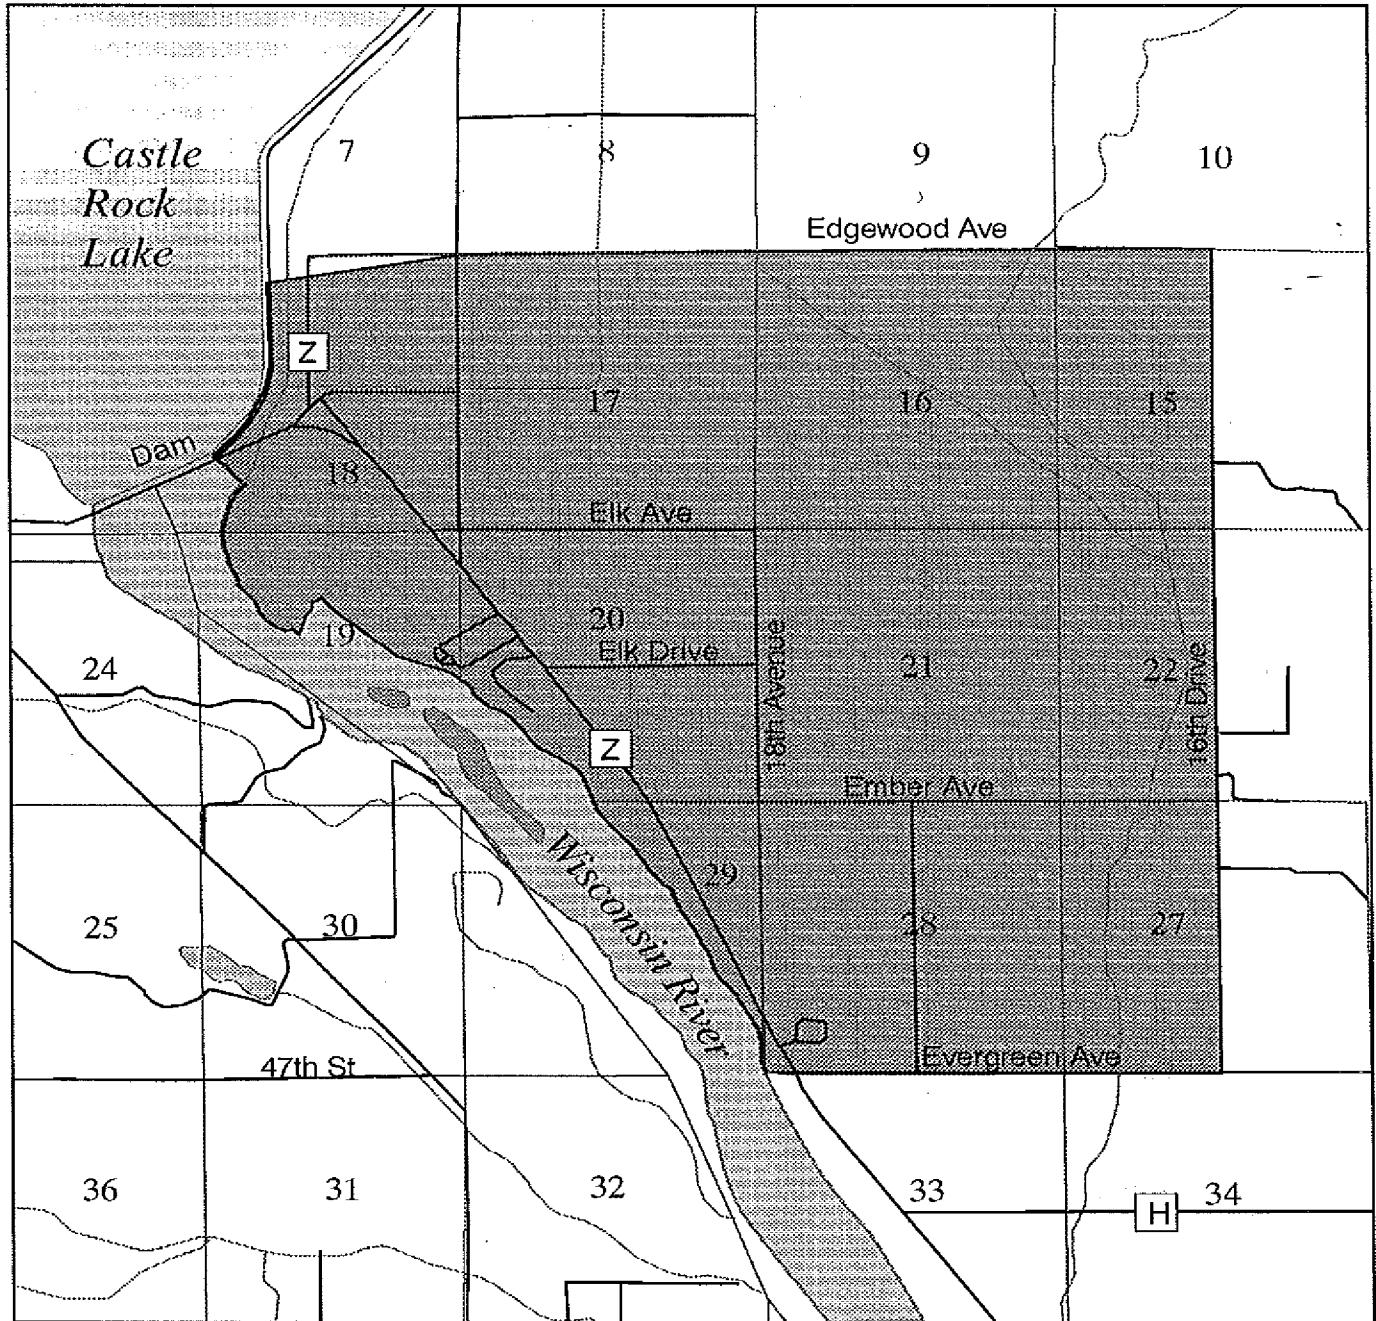 Castle
Rock
Lake
7
8
9
10
Edgewood Ave
Z
17
16
15
Dam
18
Elk Ave
19
20
Elk Drive
24
21
22
18th Avenue
16th Drive
Z
Ember Ave
Wisconsin River
29
25
30
28
27
47th St
Evergreen Ave
36
31
32
33
34
H